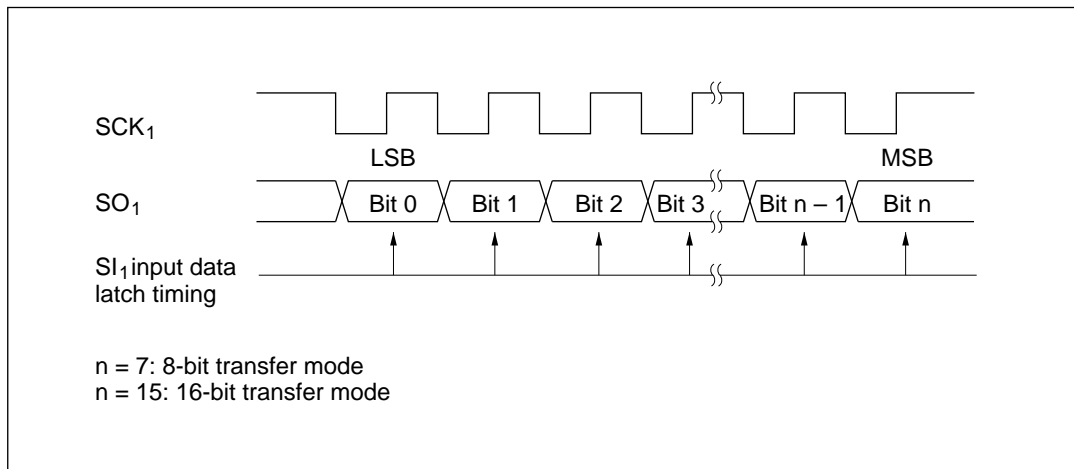 SCK1
LSB MSB
SO1 Bit 0 Bit 1 Bit 2 Bit 3 Bit n – 1 Bit n
SI1 input data
latch timing
n = 7: 8-bit transfer mode
n = 15: 16-bit transfer mode